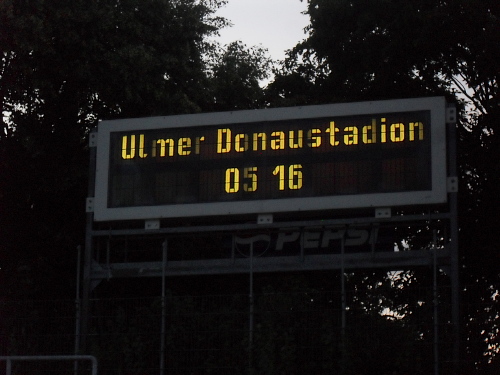 Ulmer Donaustadion
05 16
PEPSI